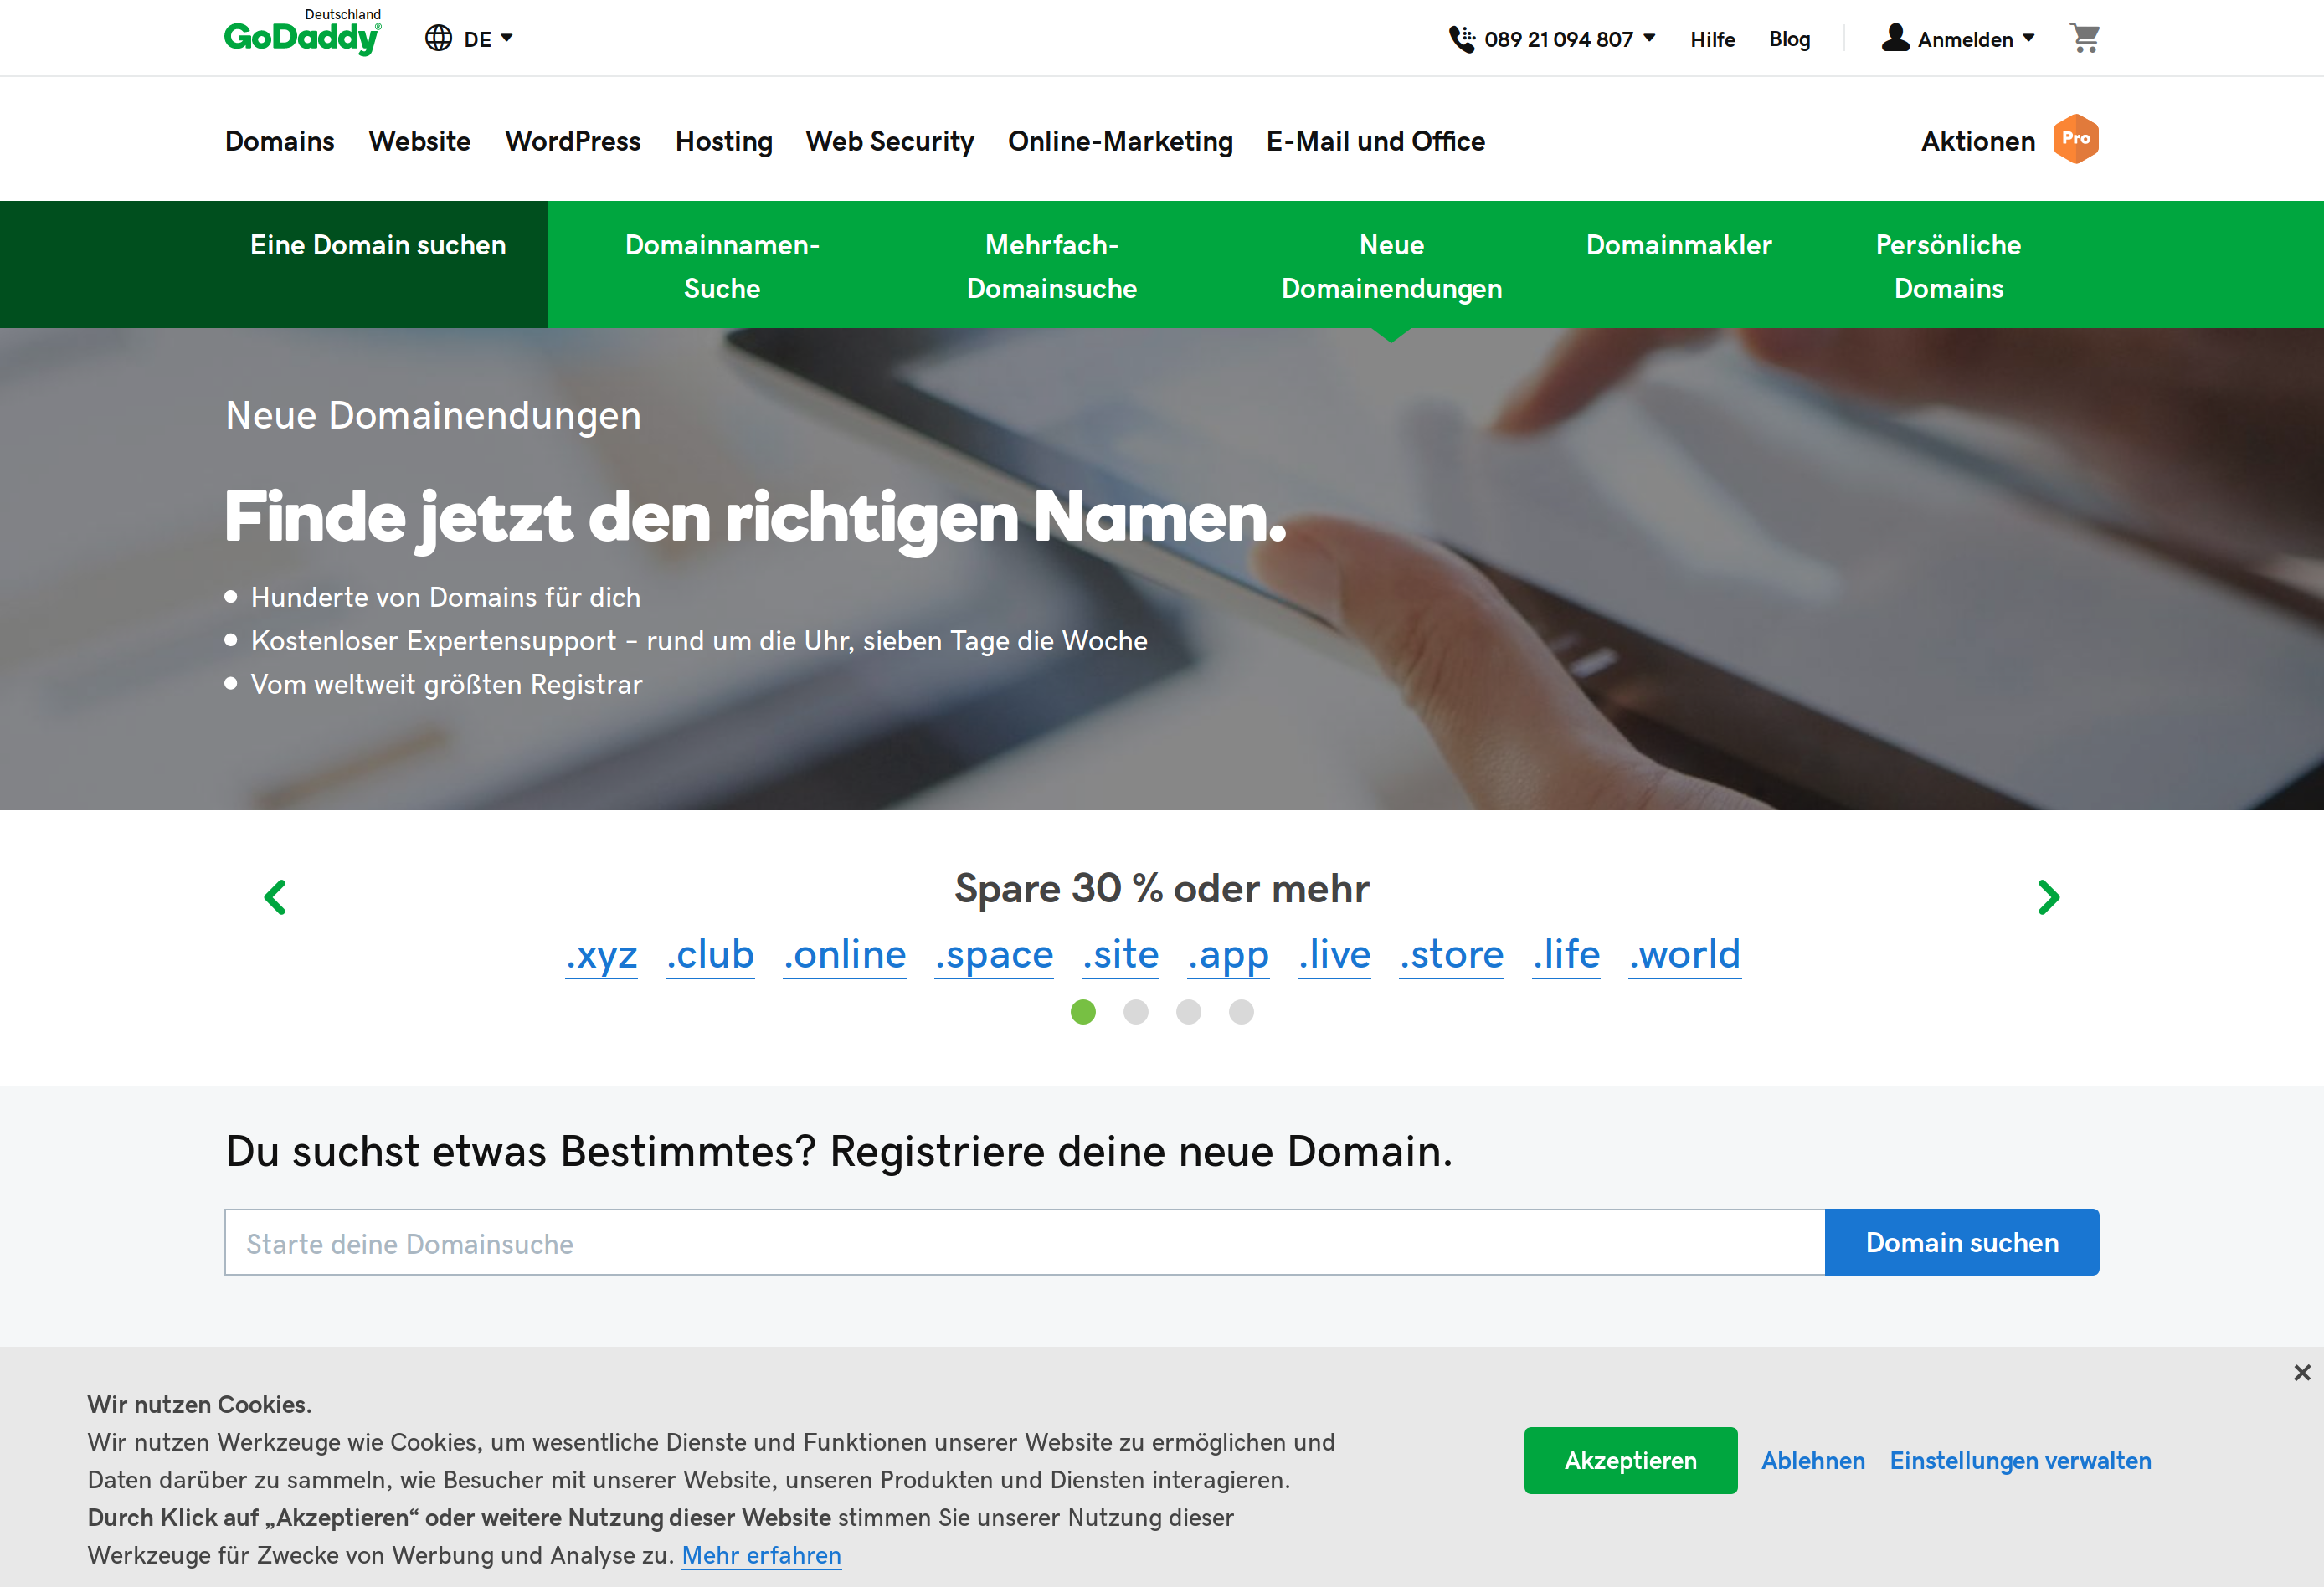 Deutschland
GoDaddy®
DE
089 21 094 807
Hilfe
Blog
Anmelden
Domains
Website
WordPress
Hosting
Web Security
Online-Marketing
E-Mail und Office
Aktionen
Pro
Eine Domain suchen
Domainnamen-
Suche
Mehrfach-
Domainsuche
Neue
Domainendungen
Domainmakler
Persönliche
Domains
Neue Domainendungen
Finde jetzt den richtigen Namen.
Hunderte von Domains für dich
Kostenloser Expertensupport – rund um die Uhr, sieben Tage die Woche
Vom weltweit größten Registrar
Spare 30 % oder mehr
.xyz .club .online .space .site .app .live .store .life .world
Du suchst etwas Bestimmtes? Registriere deine neue Domain.
Starte deine Domainsuche
Domain suchen
Wir nutzen Cookies.
Wir nutzen Werkzeuge wie Cookies, um wesentliche Dienste und Funktionen unserer Website zu ermöglichen und
Daten darüber zu sammeln, wie Besucher mit unserer Website, unseren Produkten und Diensten interagieren.
Durch Klick auf „Akzeptieren“ oder weitere Nutzung dieser Website stimmen Sie unserer Nutzung dieser
Werkzeuge für Zwecke von Werbung und Analyse zu. Mehr erfahren
Akzeptieren
Ablehnen
Einstellungen verwalten